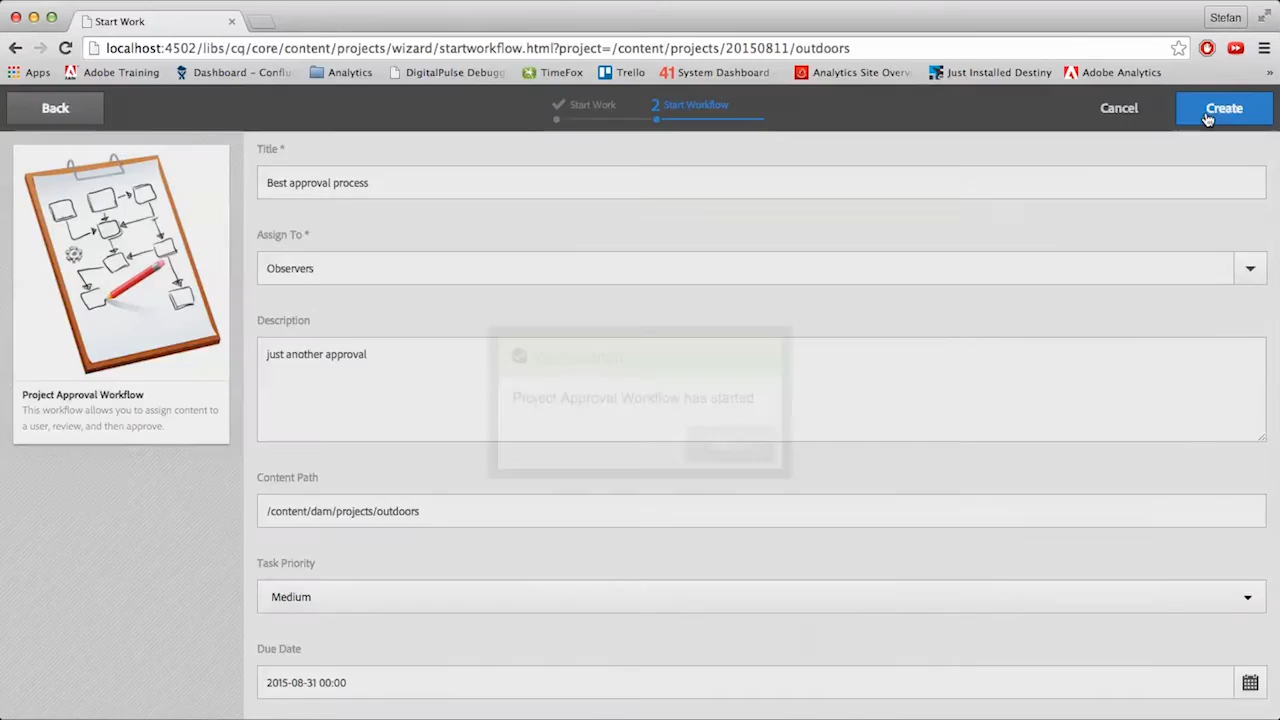 Start Work
Stefan
localhost:4502/libs/cq/core/content/projects/wizard/startworkflow.html?project=/content/projects/20150811/outdoors
Apps Adobe Training Dashboard – Conflu Analytics DigitalPulse Debugg TimeFox Trello 41 System Dashboard Analytics Site Overv Just Installed Destiny Adobe Analytics »
Back
Start Work 2 Start Workflow
Cancel
Create
Title *
Best approval process
Assign To *
Observers
Description
just another approval
Project Approval Workflow has started
Content Path
/content/dam/projects/outdoors
Task Priority
Medium
Due Date
2015-08-31 00:00
Project Approval Workflow
This workflow allows you to assign content to
a user, review, and then approve.